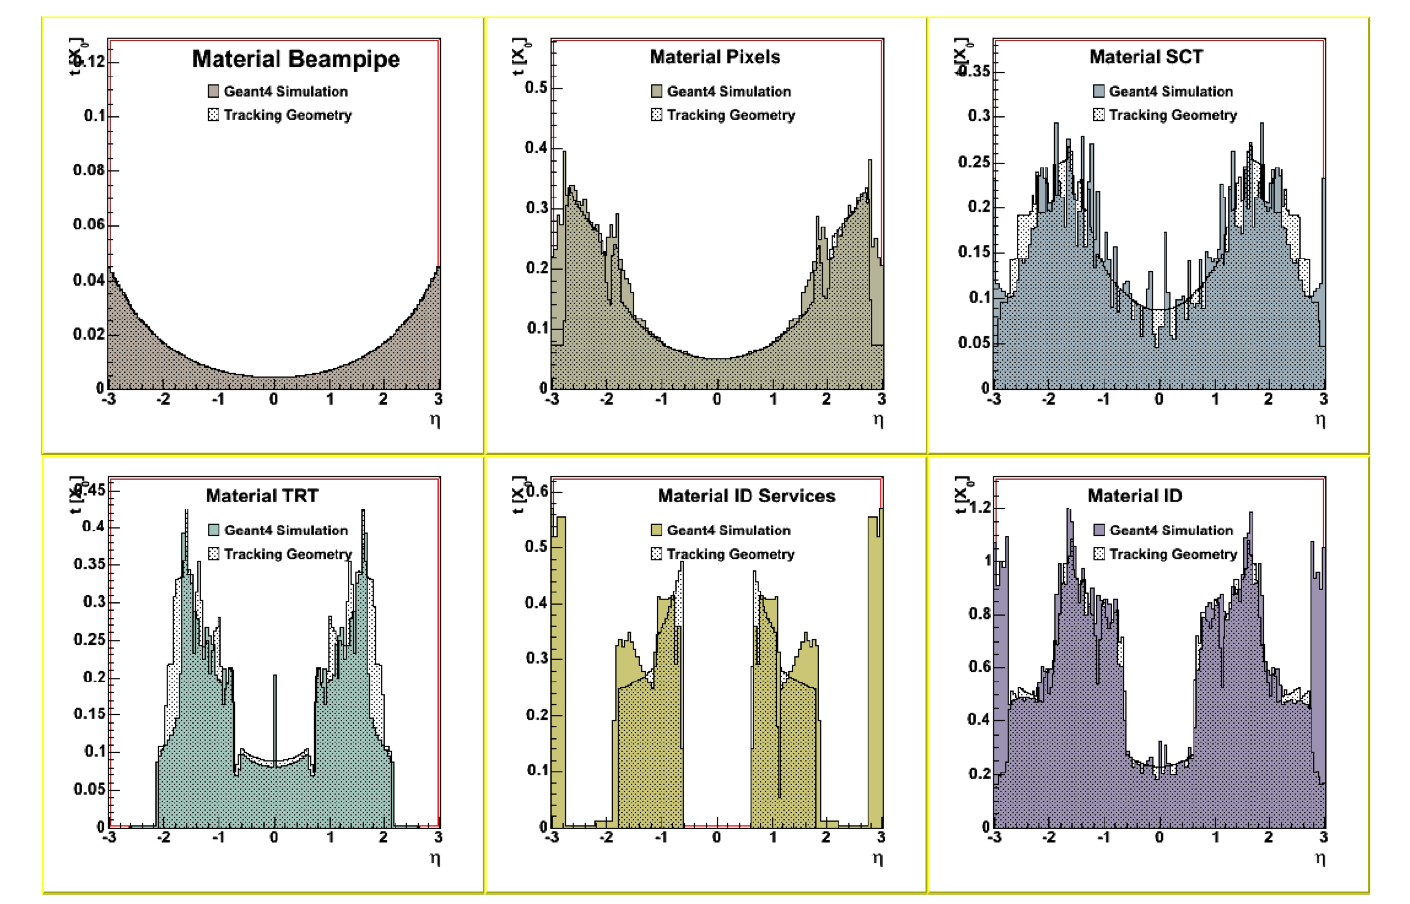 Material Beampipe
t [X0]
Geant4 Simulation
Tracking Geometry
0.12
0.1
0.08
0.06
0.04
0.02
0
-3 -2 -1 0 1 2 3
η
Material Pixels
t [X0]
Geant4 Simulation
Tracking Geometry
0.5
0.4
0.3
0.2
0.1
0
-3 -2 -1 0 1 2 3
η
Material SCT
t [X0]
Geant4 Simulation
Tracking Geometry
0.35
0.3
0.25
0.2
0.15
0.1
0.05
0
-3 -2 -1 0 1 2 3
η
Material TRT
t [X0]
Geant4 Simulation
Tracking Geometry
0.45
0.4
0.35
0.3
0.25
0.2
0.15
0.1
0.05
0
-3 -2 -1 0 1 2 3
η
Material ID Services
t [X0]
Geant4 Simulation
Tracking Geometry
0.6
0.5
0.4
0.3
0.2
0.1
0
-3 -2 -1 0 1 2 3
η
Material ID
t [X0]
Geant4 Simulation
Tracking Geometry
1.2
1
0.8
0.6
0.4
0.2
0
-3 -2 -1 0 1 2 3
η